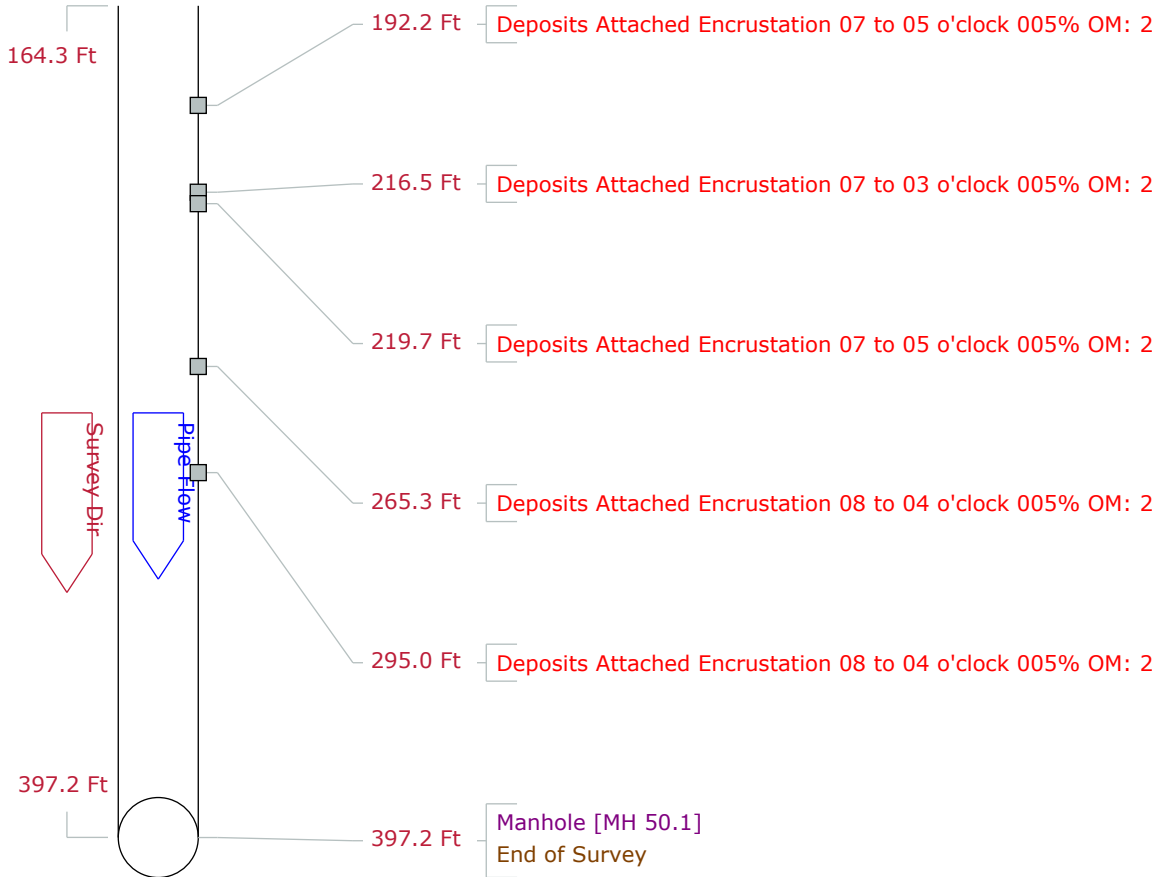 164.3 Ft
192.2 Ft Deposits Attached Encrustation 07 to 05 o'clock 005% OM: 2
216.5 Ft Deposits Attached Encrustation 07 to 03 o'clock 005% OM: 2
219.7 Ft Deposits Attached Encrustation 07 to 05 o'clock 005% OM: 2
265.3 Ft Deposits Attached Encrustation 08 to 04 o'clock 005% OM: 2
Survey Dir
Pipe Flow
295.0 Ft Deposits Attached Encrustation 08 to 04 o'clock 005% OM: 2
397.2 Ft
397.2 Ft
Manhole [MH 50.1]
End of Survey